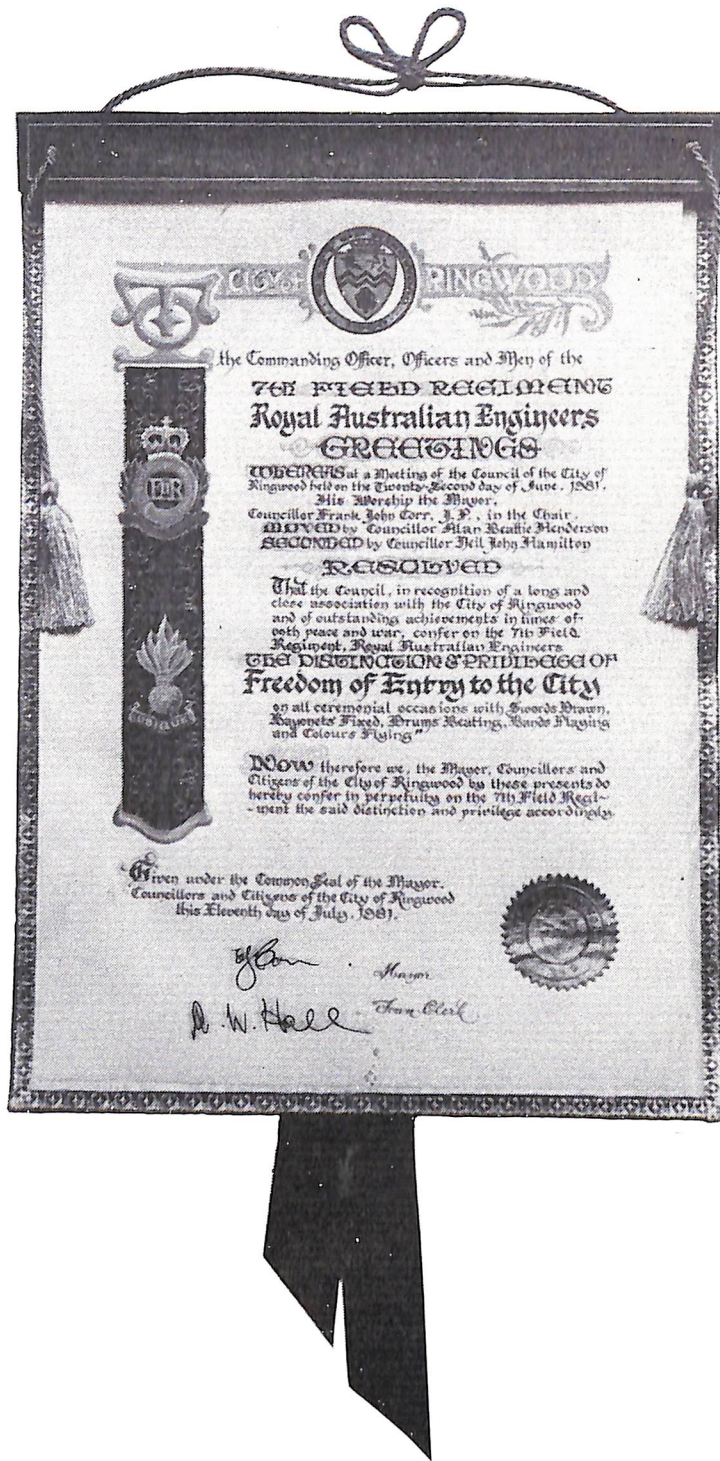 CITY OF RINGWOOD
To
the Commanding Officer, Officers and Men of the
7th FIELD REGIMENT
Royal Australian Engineers
GREETINGS
WHEREAS at a Meeting of the Council of the City of
Ringwood held on the Twenty-Second day of June, 1981,
His Worship the Mayor,
Councillor Frank John Corr, J.P., in the Chair.
MOVED by Councillor Alan Beattie Henderson
SECONDED by Councillor Neil John Hamilton
RESOLVED
That the Council, in recognition of a long and
close association with the City of Ringwood
and of outstanding achievements in times of
both peace and war, confer on the 7th Field
Regiment, Royal Australian Engineers
THE DISTINCTION & PRIVILEGE OF
Freedom of Entry to the City
on all ceremonial occasions with Swords Drawn,
Bayonets Fixed, Drums Beating, Bands Playing
and Colours Flying"
NOW therefore we, the Mayor, Councillors and
Citizens of the City of Ringwood by these presents do
hereby confer in perpetuity on the 7th Field Regi-
-ment the said distinction and privilege accordingly.
EIIR
UBIQUE
Given under the Common Seal of the Mayor,
Councillors and Citizens of the City of Ringwood
this Eleventh day of July, 1981.
Mayor
W. Hall
Town Clerk